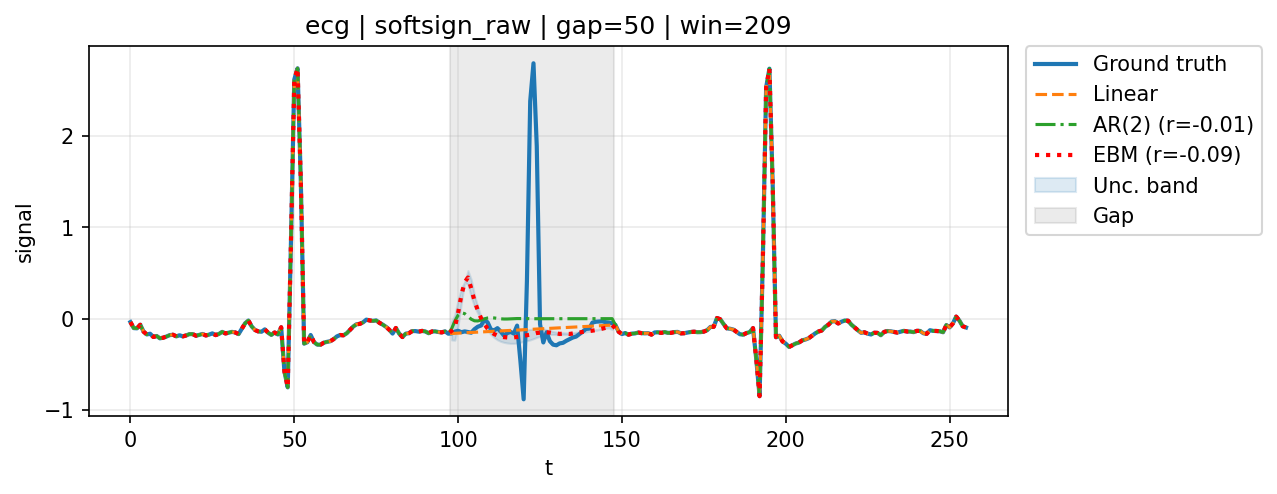 ecg | softsign_raw | gap=50 | win=209
Ground truth
Linear
AR(2) (r=-0.01)
EBM (r=-0.09)
Unc. band
Gap
signal
2
1
0
−1
0
50
100
150
200
250
t